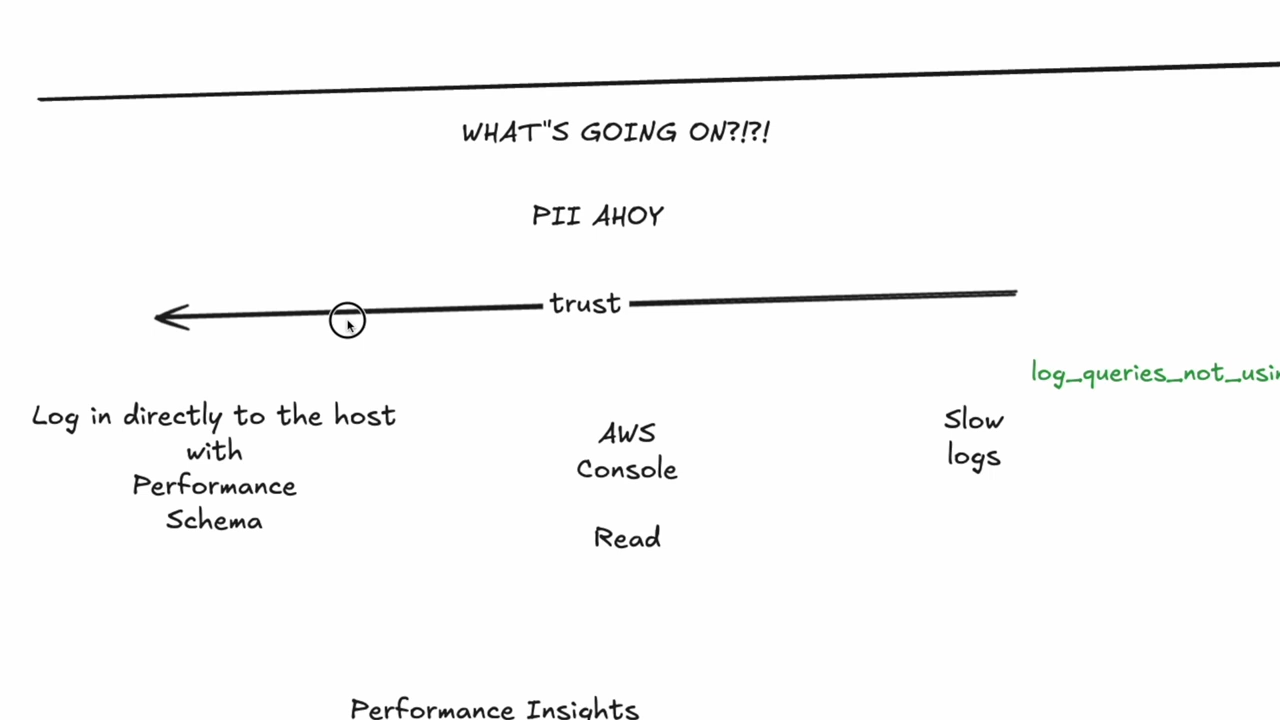 WHAT"S GOING ON?!?!
PII AHOY
trust
log_queries_not_usin
Log in directly to the host
with
Performance
Schema
AWS
Console
Read
Slow
logs
Performance Insights